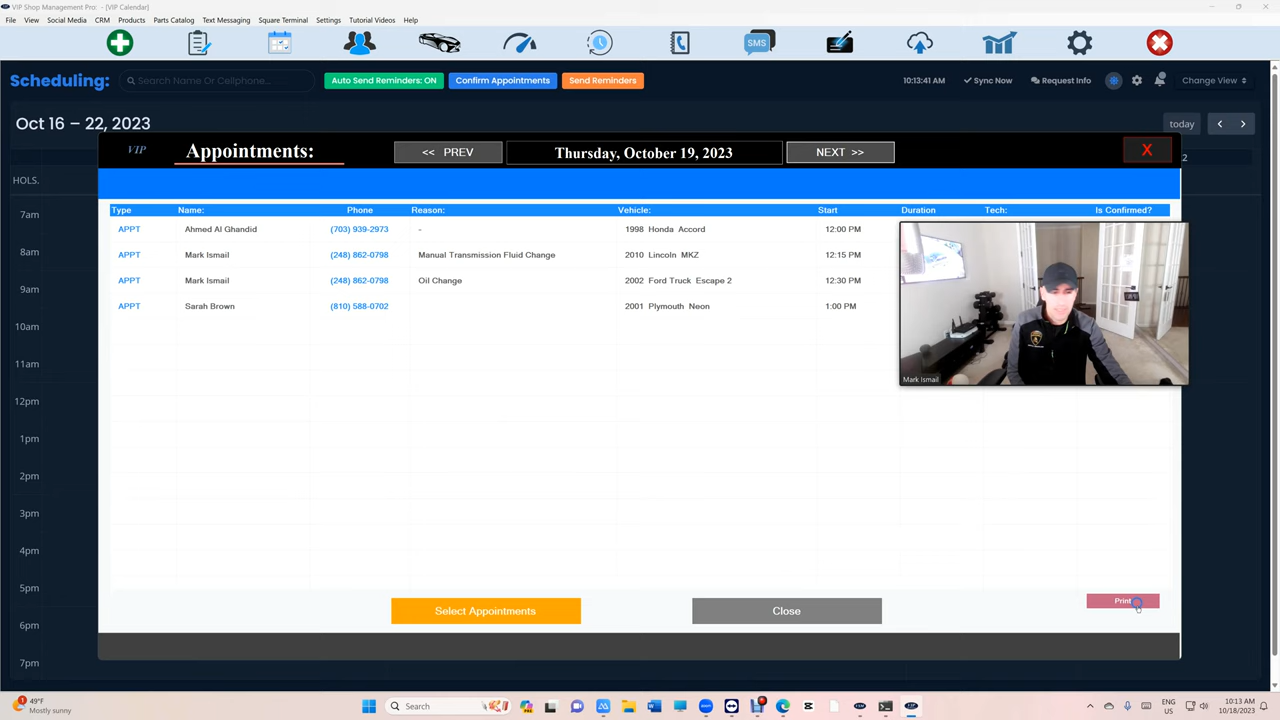 VIP Shop Management Pro: - [VIP Calendar]
File View Social Media CRM Products Parts Catalog Text Messaging Square Terminal Settings Tutorial Videos Help
SMS
Scheduling: Search Name Or Cellphone... Auto Send Reminders: ON Confirm Appointments Send Reminders 10:13:41 AM Sync Now Request Info Change View
Oct 16 – 22, 2023 today
VIP Appointments: << PREV Thursday, October 19, 2023 NEXT >> X
2
HOLS.
Type Name: Phone Reason: Vehicle: Start Duration Tech: Is Confirmed?
7am
APPT Ahmed Al Ghandid (703) 939-2973 - 1998 Honda Accord 12:00 PM
8am
APPT Mark Ismail (248) 862-0798 Manual Transmission Fluid Change 2010 Lincoln MKZ 12:15 PM
9am
APPT Mark Ismail (248) 862-0798 Oil Change 2002 Ford Truck Escape 2 12:30 PM
APPT Sarah Brown (810) 588-0702 2001 Plymouth Neon 1:00 PM
10am
11am
Mark Ismail
12pm
1pm
2pm
3pm
4pm
5pm
Print
Select Appointments Close
6pm
7pm
1 49°F
Mostly sunny
Search
ENG
US
10:13 AM
10/18/2023